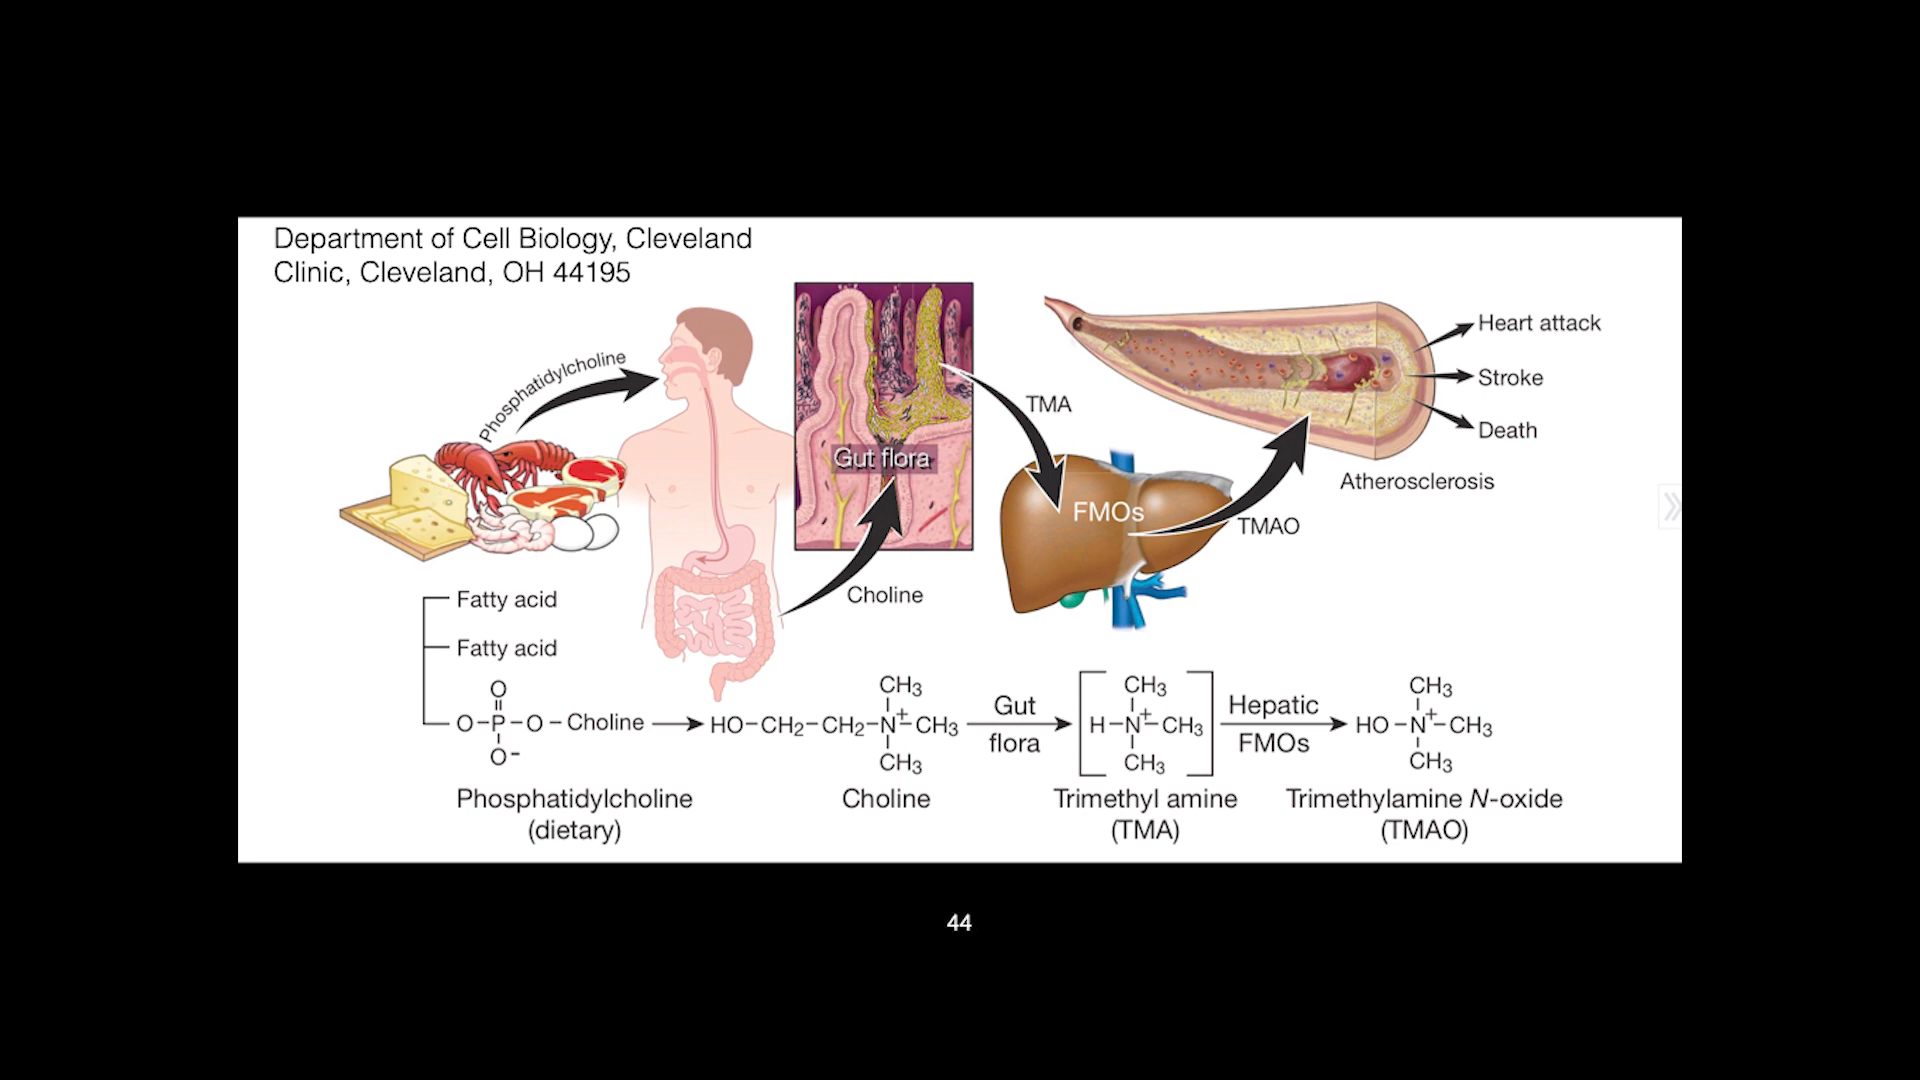 Department of Cell Biology, Cleveland
Clinic, Cleveland, OH 44195
Phosphatidylcholine
Gut flora
Choline
TMA
FMOs
TMAO
Heart attack
Stroke
Death
Atherosclerosis
Fatty acid
Fatty acid
O
O-P-O-Choline
O-
HO-CH2-CH2-N+-CH3
CH3
CH3
Gut
flora
CH3
H-N+-CH3
CH3
Hepatic
FMOs
CH3
HO-N+-CH3
CH3
Phosphatidylcholine
(dietary)
Choline
Trimethyl amine
(TMA)
Trimethylamine N-oxide
(TMAO)
44